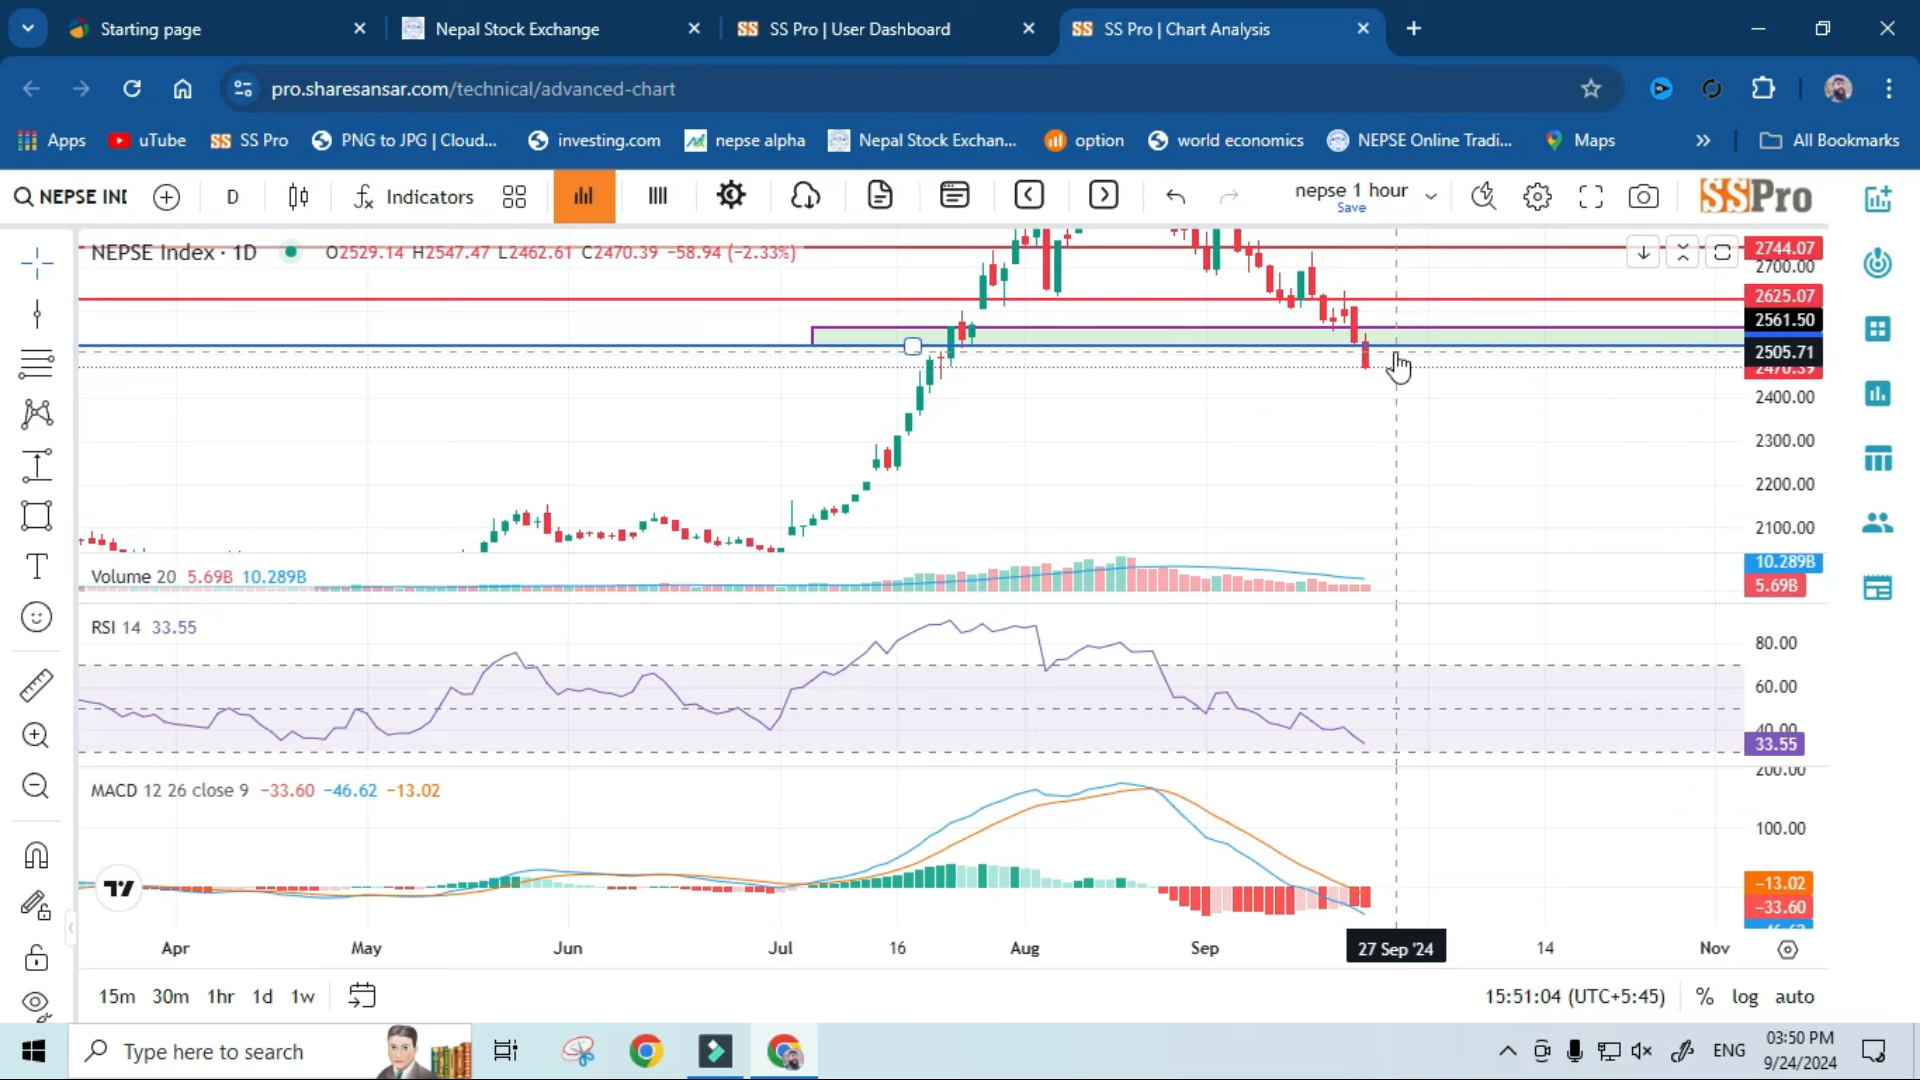 Starting page
Nepal Stock Exchange
SS Pro | User Dashboard
SS Pro | Chart Analysis
pro.sharesansar.com/technical/advanced-chart
Apps
uTube
SS Pro
PNG to JPG | Cloud...
investing.com
nepse alpha
Nepal Stock Exchan...
option
world economics
NEPSE Online Tradi...
Maps
All Bookmarks
NEPSE INI
D
Indicators
nepse 1 hour
Save
SSPro
NEPSE Index · 1D O2529.14 H2547.47 L2462.61 C2470.39 −58.94 (−2.33%)
2744.07
2700.00
2625.07
2561.50
2505.71
2470.39
2400.00
2300.00
2200.00
2100.00
Volume 20 5.69B 10.289B
10.289B
5.69B
RSI 14 33.55
80.00
60.00
40.00
33.55
MACD 12 26 close 9 −33.60 −46.62 −13.02
200.00
100.00
−13.02
−33.60
−46.62
Apr May Jun Jul 16 Aug Sep 27 Sep '24 14 Nov
15m 30m 1hr 1d 1w
15:51:04 (UTC+5:45) % log auto
Type here to search
ENG
03:50 PM
9/24/2024